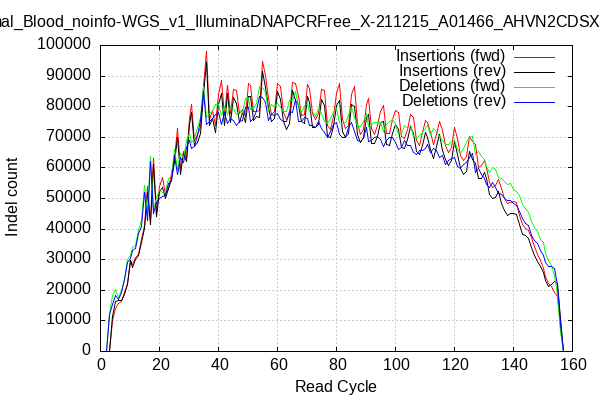 nal_Blood_noinfo-WGS_v1_IlluminaDNAPCRFree_X-211215_A01466_AHVN2CDSX
100000
90000
80000
70000
60000
50000
40000
30000
20000
10000
0
Indel count
Insertions (fwd)
Insertions (rev)
Deletions (fwd)
Deletions (rev)
0 20 40 60 80 100 120 140 160
Read Cycle